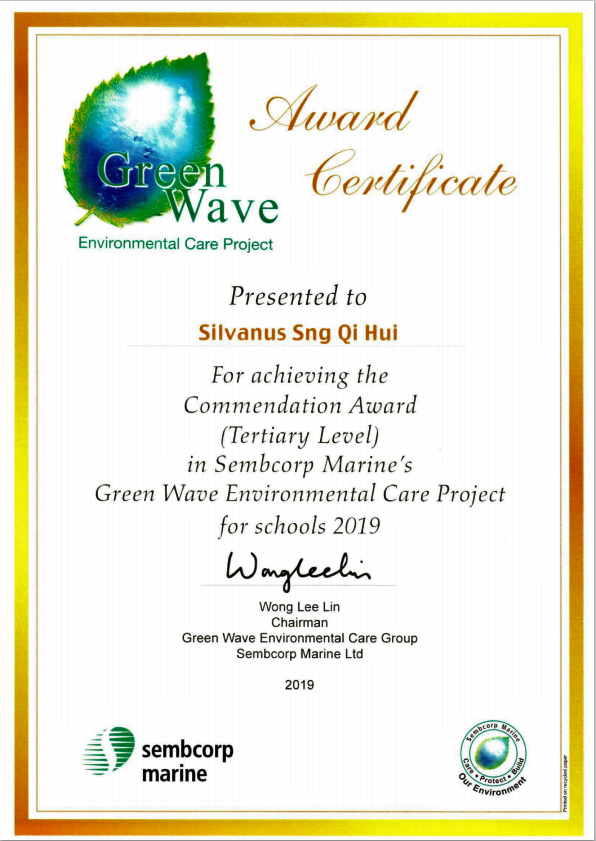 Green
Wave
Environmental Care Project
Award
Certificate
Presented to
Silvanus Sng Qi Hui
For achieving the
Commendation Award
(Tertiary Level)
in Sembcorp Marine's
Green Wave Environmental Care Project
for schools 2019
WongLeeLin
Wong Lee Lin
Chairman
Green Wave Environmental Care Group
Sembcorp Marine Ltd
2019
sembcorp
marine
Sembcorp Marine
Care • Protect • Build
Our Environment
Printed on recycled paper